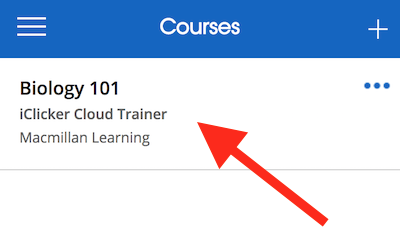 Courses
Biology 101
iClicker Cloud Trainer
Macmillan Learning